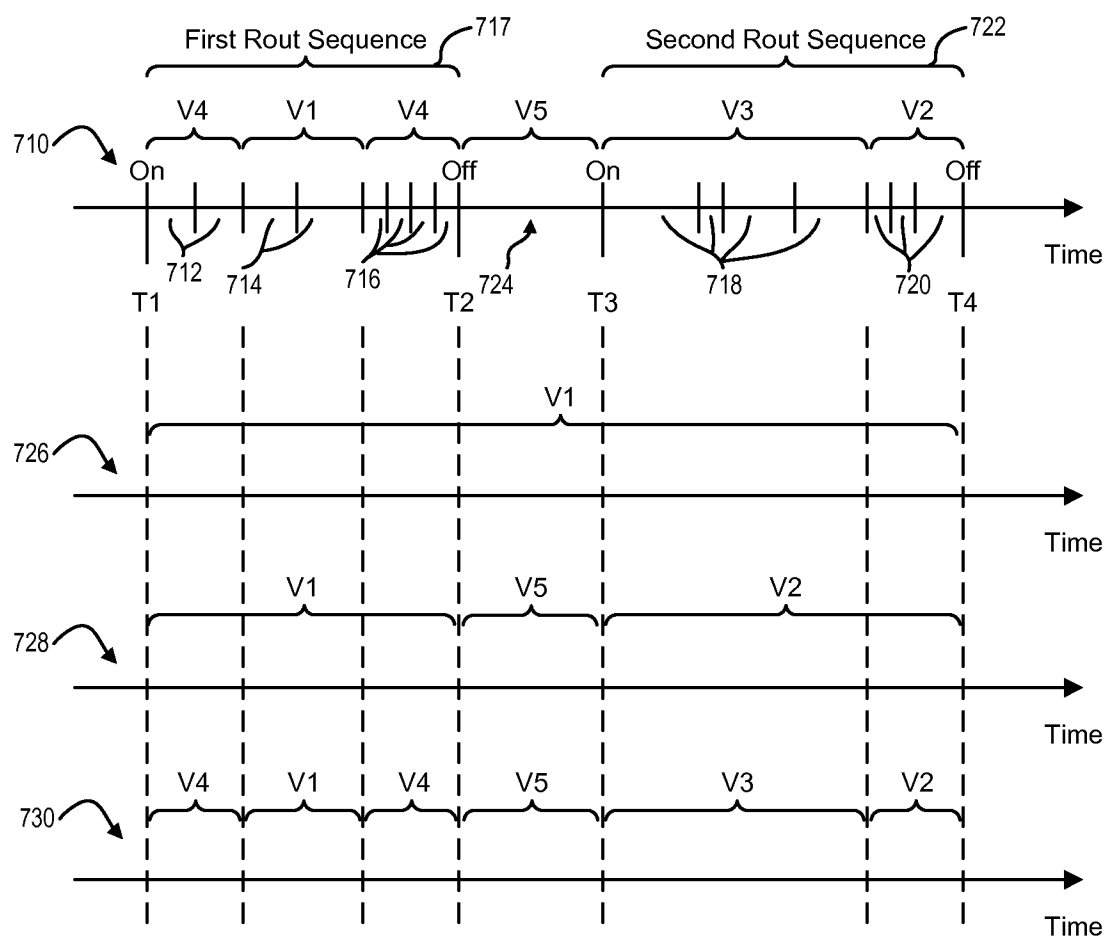 First Rout Sequence 717 Second Rout Sequence 722
V4 V1 V4 V5 V3 V2
710
On Off On Off
712 714 716 724 718 720 Time
T1 T2 T3 T4
V1
726
Time
V1 V5 V2
728
Time
V4 V1 V4 V5 V3 V2
730
Time